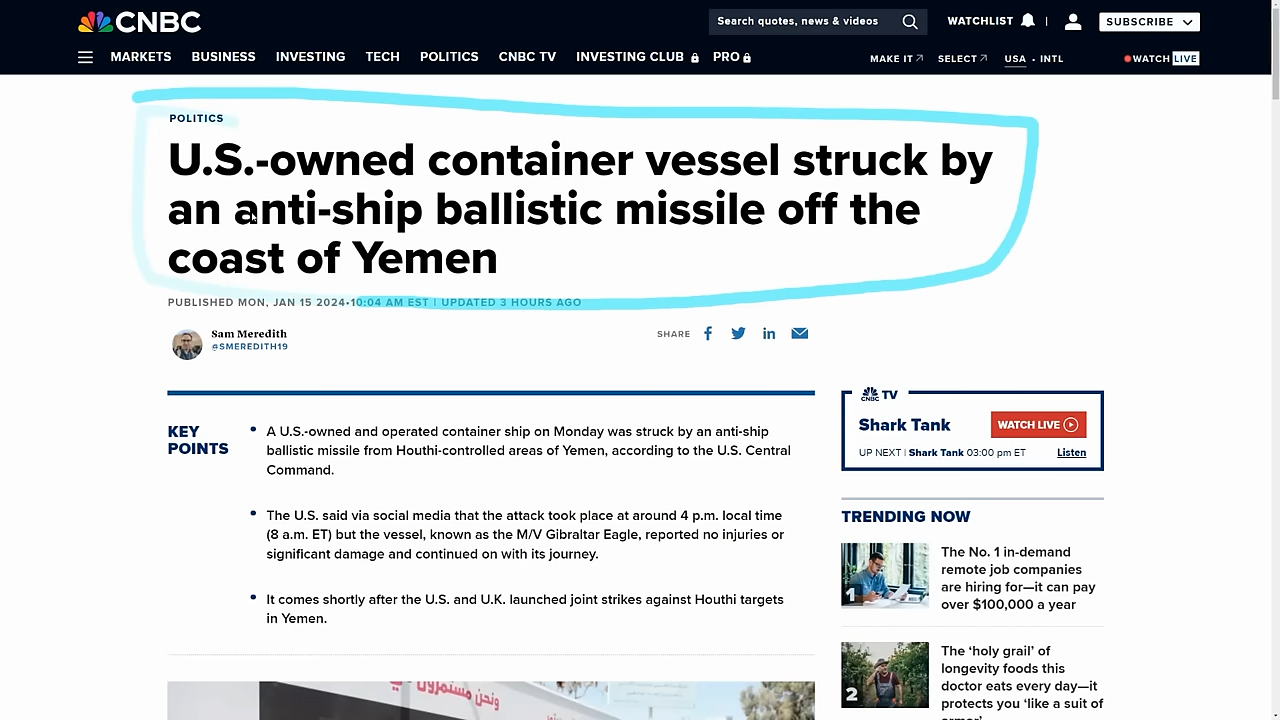 CNBC
Search quotes, news & videos
WATCHLIST
SUBSCRIBE
MARKETS BUSINESS INVESTING TECH POLITICS CNBC TV INVESTING CLUB PRO
MAKE IT SELECT USA • INTL
WATCH LIVE
POLITICS
U.S.-owned container vessel struck by
an anti-ship ballistic missile off the
coast of Yemen
PUBLISHED MON, JAN 15 2024•10:04 AM EST | UPDATED 3 HOURS AGO
Sam Meredith
@SMEREDITH19
SHARE
KEY
POINTS
A U.S.-owned and operated container ship on Monday was struck by an anti-ship
ballistic missile from Houthi-controlled areas of Yemen, according to the U.S. Central
Command.
The U.S. said via social media that the attack took place at around 4 p.m. local time
(8 a.m. ET) but the vessel, known as the M/V Gibraltar Eagle, reported no injuries or
significant damage and continued on with its journey.
It comes shortly after the U.S. and U.K. launched joint strikes against Houthi targets
in Yemen.
ونحن مستمرون
CNBC TV
Shark Tank
WATCH LIVE
UP NEXT | Shark Tank 03:00 pm ET
Listen
TRENDING NOW
1
The No. 1 in-demand
remote job companies
are hiring for—it can pay
over $100,000 a year
2
The ‘holy grail’ of
longevity foods this
doctor eats every day—it
protects you ‘like a suit of
armor’